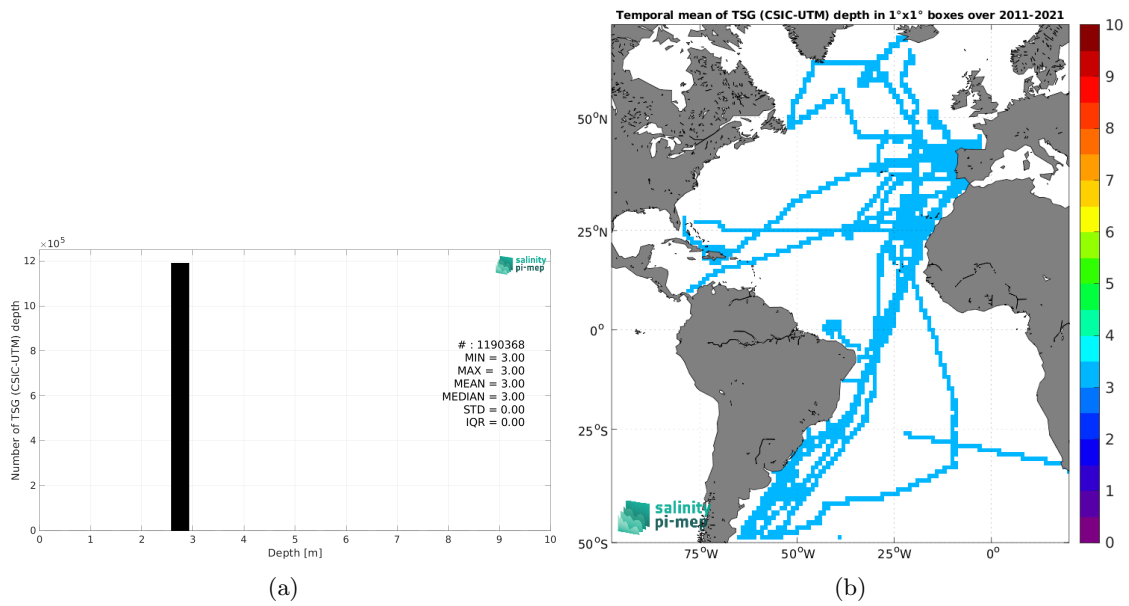 ×10⁵
12
10
8
6
4
2
0
Number of TSG (CSIC-UTM) depth
0 1 2 3 4 5 6 7 8 9 10
Depth [m]
salinity
pi-mep
# : 1190368
MIN = 3.00
MAX = 3.00
MEAN = 3.00
MEDIAN = 3.00
STD = 0.00
IQR = 0.00
(a)
Temporal mean of TSG (CSIC-UTM) depth in 1°x1° boxes over 2011-2021
50°N
25°N
0°
25°S
50°S
75°W 50°W 25°W 0°
salinity
pi-mep
10
9
8
7
6
5
4
3
2
1
0
(b)